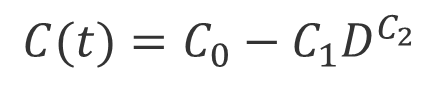 C(t) = C₀ − C₁D^{C₂}